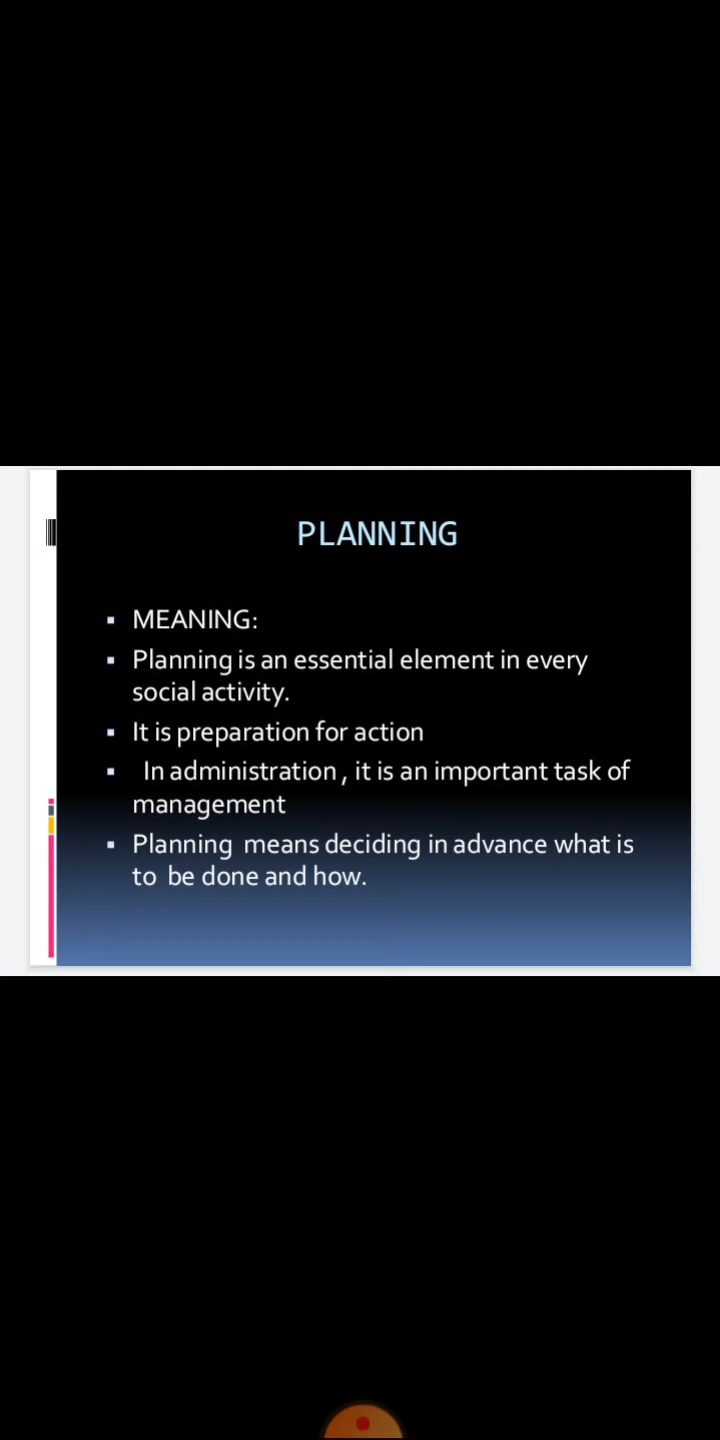 PLANNING
MEANING:
Planning is an essential element in every
social activity.
It is preparation for action
In administration , it is an important task of
management
Planning means deciding in advance what is
to be done and how.